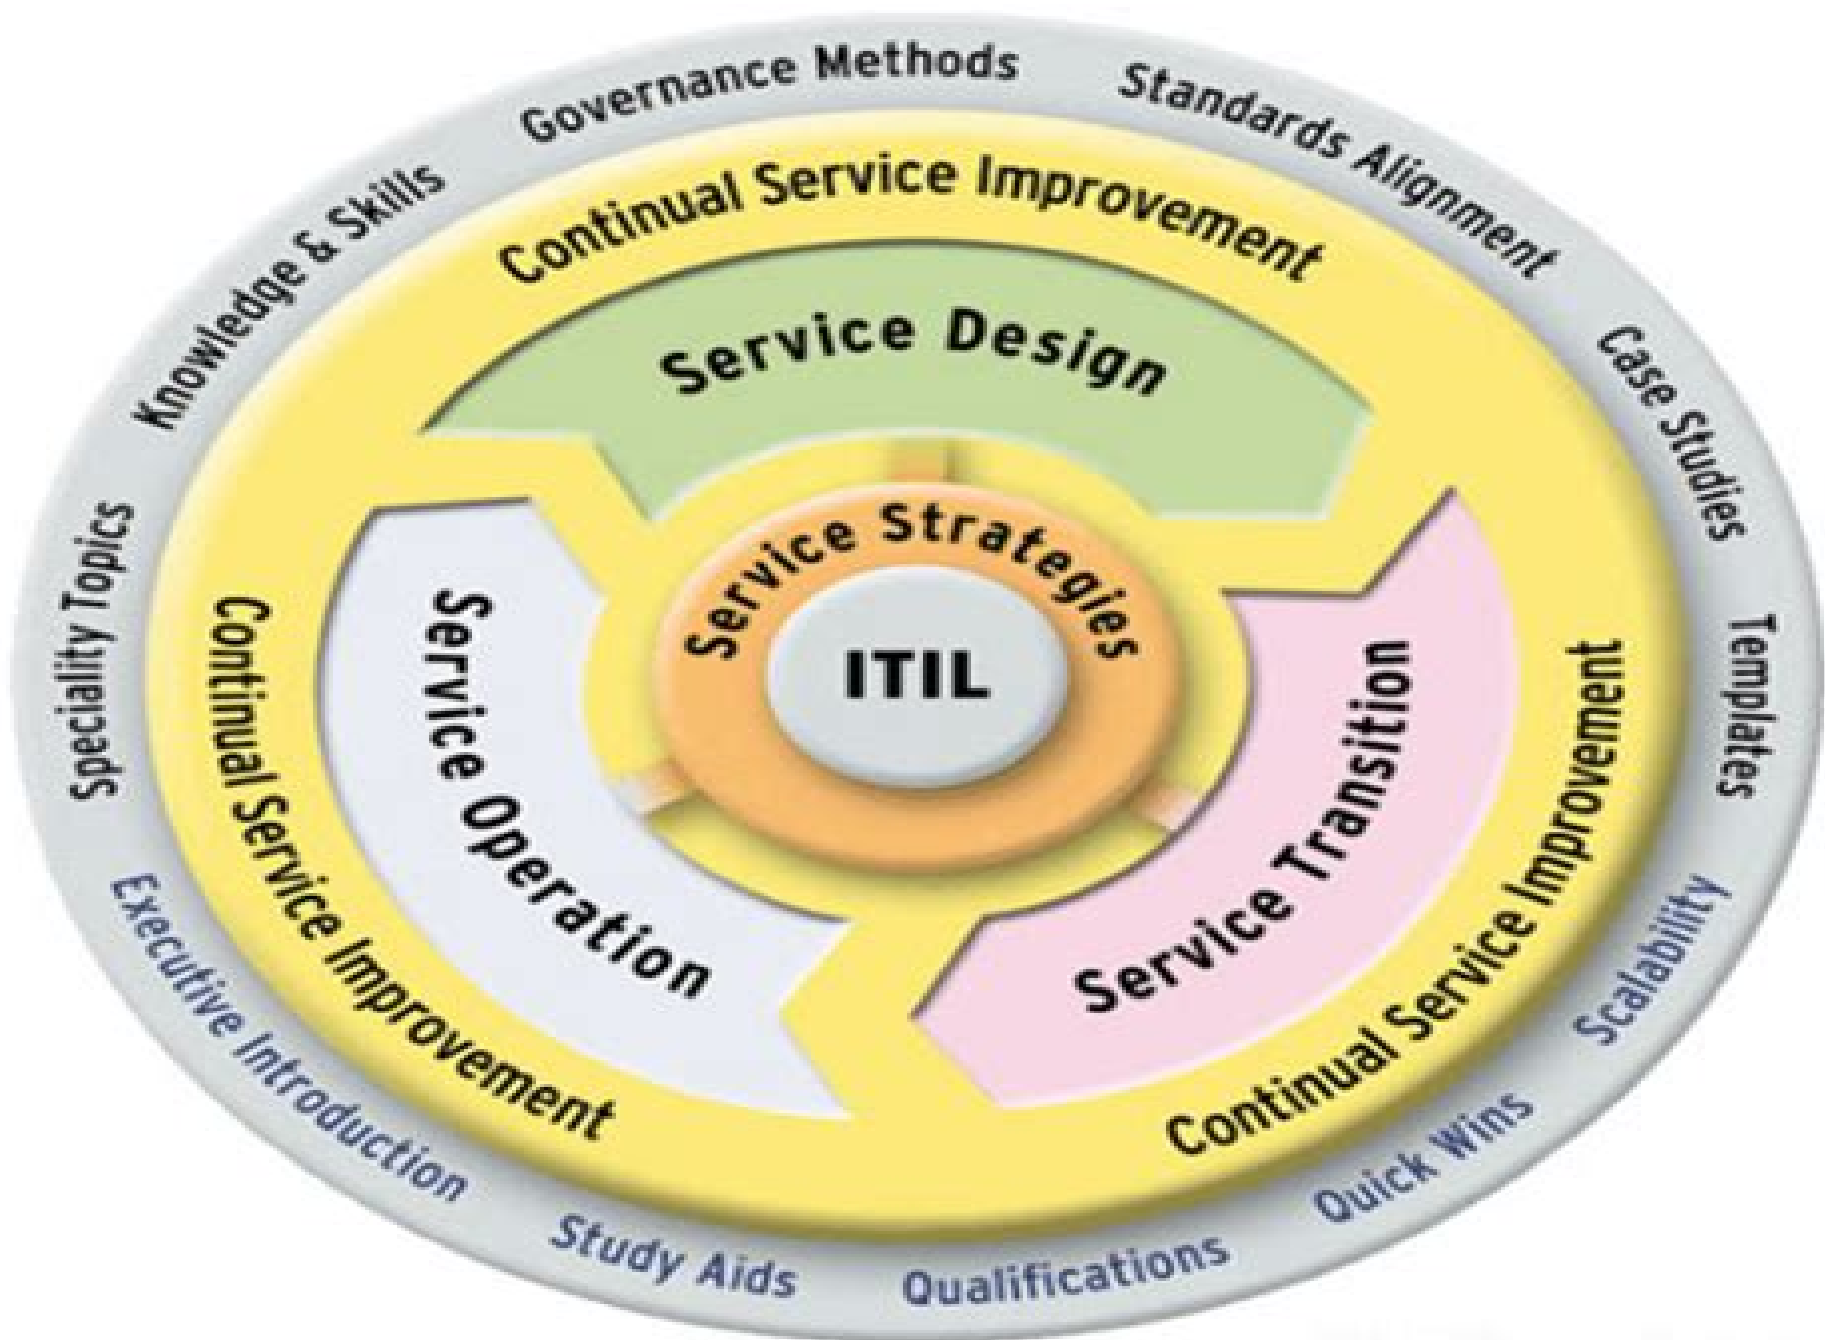 Governance Methods
Standards Alignment
Knowledge & Skills
Case Studies
Speciality Topics
Templates
Executive Introduction
Scalability
Study Aids
Qualifications
Quick Wins
Continual Service Improvement
Continual Service Improvement
Continual Service Improvement
Service Design
Service Operation
Service Transition
Service Strategies
ITIL